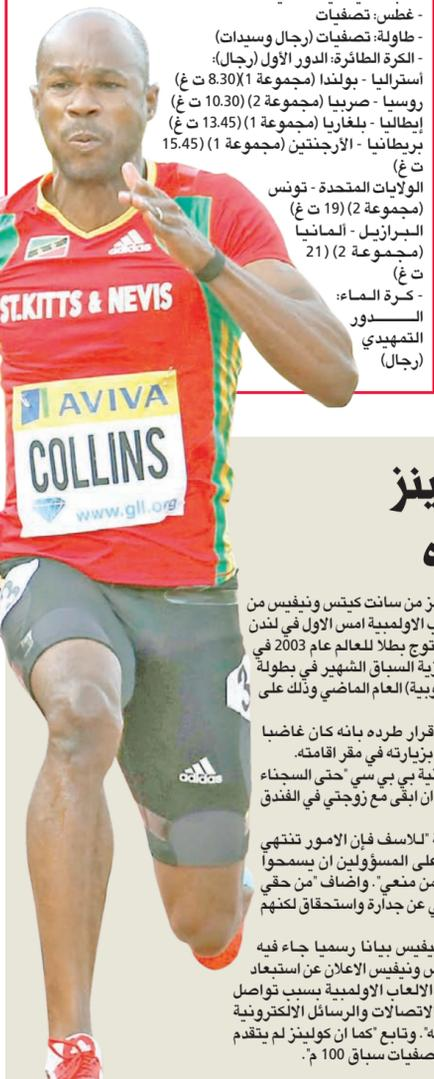 - غطس: تصفيات
- طاولة: تصفيات (رجال وسيدات)
- الكرة الطائرة: الدور الأول (رجال):
أستراليا - بولندا (مجموعة 1)(8.30 ت غ)
روسيا - صربيا (مجموعة 2) (10.30 ت غ)
إيطاليا - بلغاريا (مجموعة 1) (13.45 ت غ)
بريطانيا - الأرجنتين (مجموعة 1) (15.45
ت غ)
الولايات المتحدة - تونس
(مجموعة 2) (19 ت غ)
البرازيل - ألمانيا
(مجموعة 2) (21
ت غ)
- كرة الماء:
الدور
التمهيدي
(رجال)
ST.KITTS & NEVIS
adidas
AVIVA
COLLINS
www.gll.org
adidas
ينز
ه
ز من سانت كيتس ونيفيس من
ب الاولمبية امس الاول في لندن
توج بطلا للعالم عام 2003 في
زية السباق الشهير في بطولة
وبية) العام الماضي وذلك على
قرار طرده بانه كان غاضبا
بزيارته في مقر اقامته.
نية بي بي سي "حتى السجناء
ان ابقى مع زوجتي في الفندق
ة "للاسف فإن الامور تنتهي
على المسؤولين ان يسمحوا
من منعي". واضاف "من حقي
ي عن جدارة واستحقاق لكنهم
يفيس بيانا رسميا جاء فيه
س ونيفيس الاعلان عن استبعاد
الالعاب الاولمبية بسبب تواصل
الاتصالات والرسائل الالكترونية
ه". وتابع "كما ان كولينز لم يتقدم
صفيات سباق 100 م".